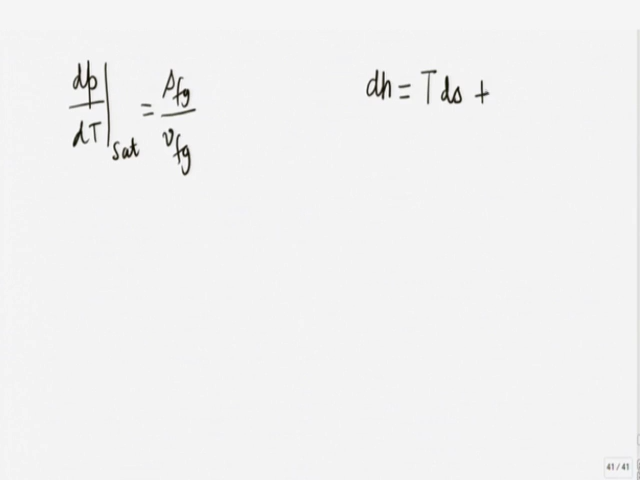 dp/dT|sat = sfg/vfg
dh = Tds +
41 / 41